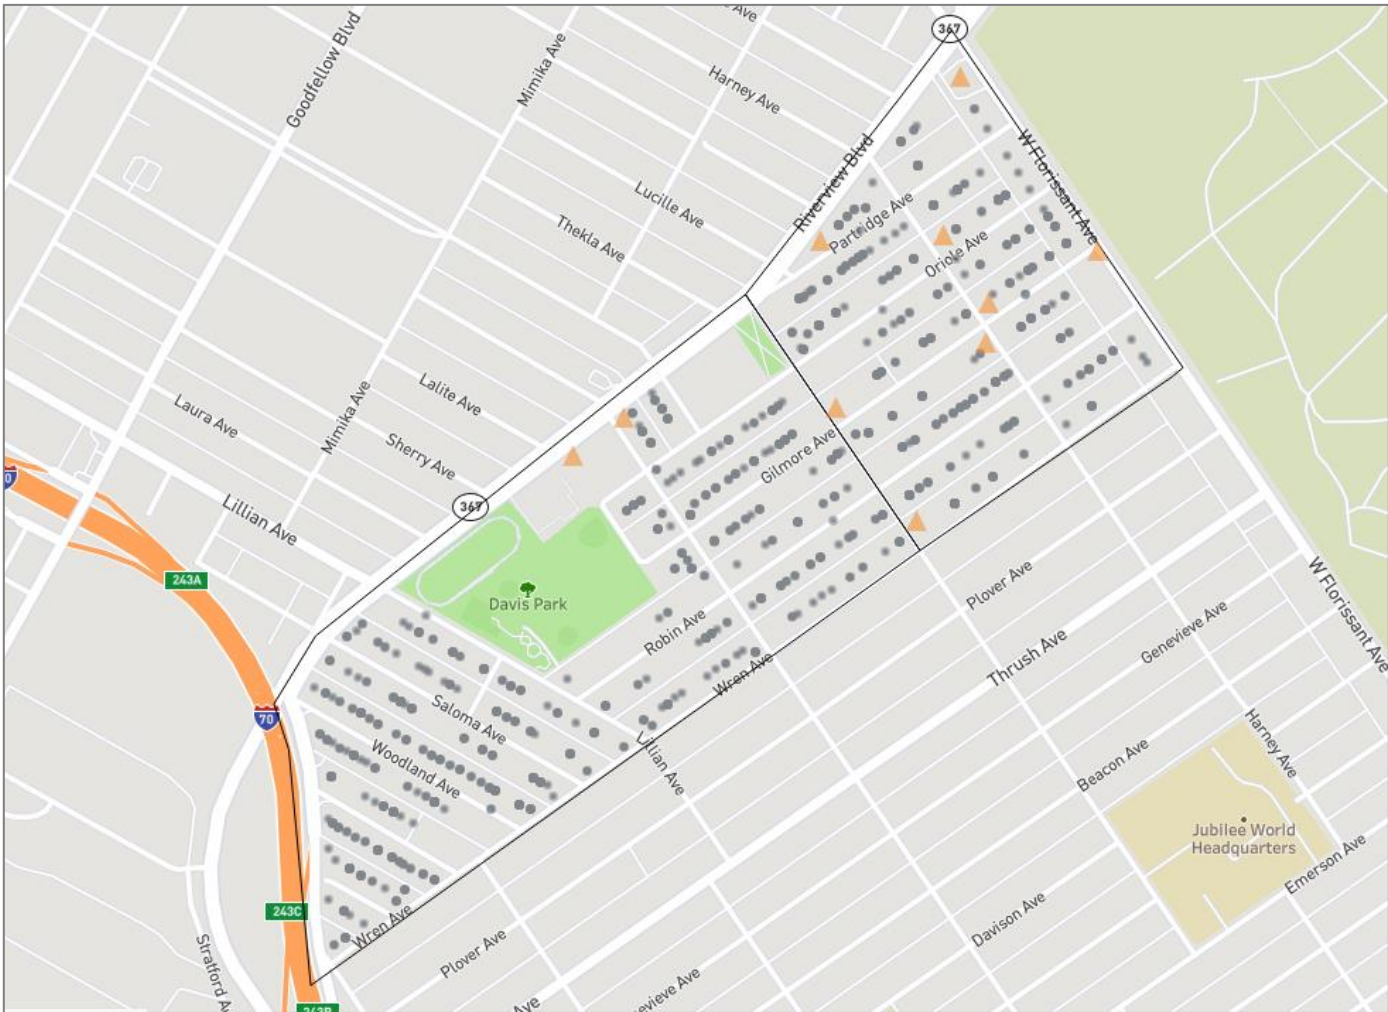 Goodfellow Blvd
Mimika Ave
Ave
367
Harney Ave
W Florissant Ave
Riverview Blvd
Lucille Ave
Partridge Ave
Thekla Ave
Oriole Ave
Lalite Ave
Laura Ave
Mimika Ave
Sherry Ave
Gilmore Ave
0
Lillian Ave
367
243A
Davis Park
Plover Ave
W Florissant Ave
Robin Ave
Genevieve Ave
Thrush Ave
Wren Ave
70
Saloma Ave
Woodland Ave
Lillian Ave
Harney Ave
Beacon Ave
Jubilee World
Headquarters
Emerson Ave
243C
Wren Ave
Davison Ave
Stratford Av
Plover Ave
evieve Ave
Ave